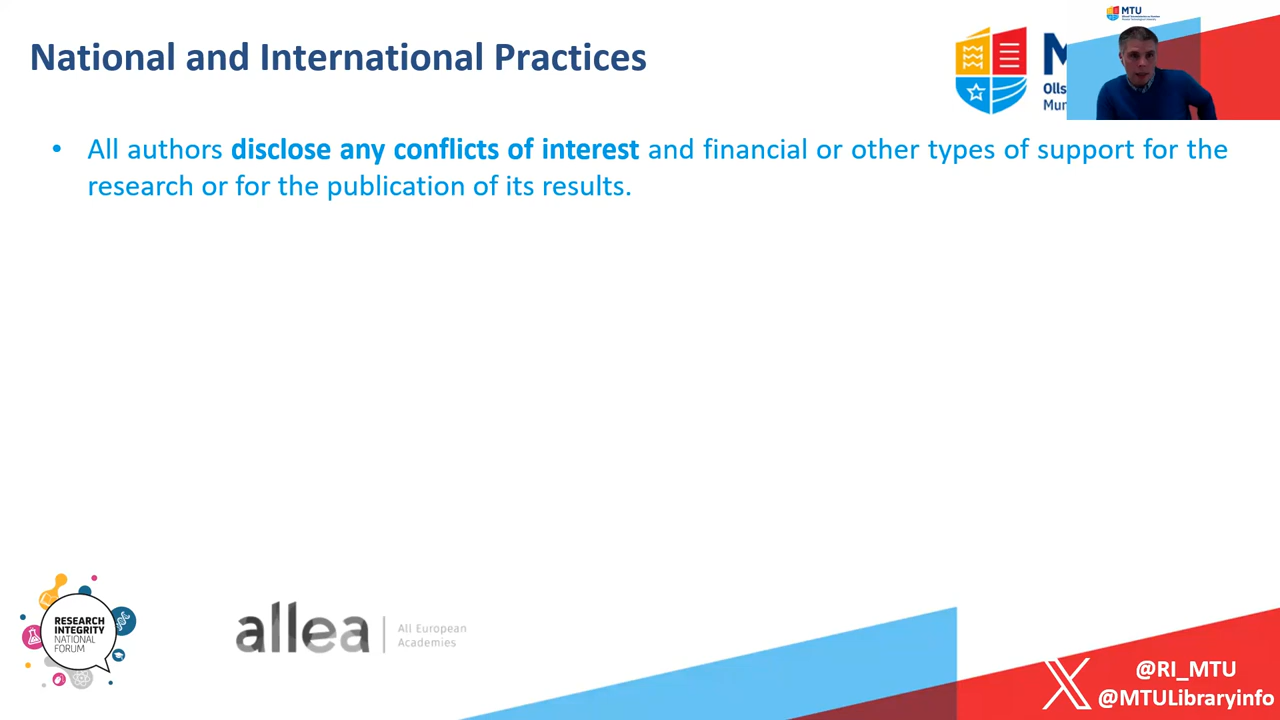 MTU
National and International Practices
M
Olls
Mur
• All authors disclose any conflicts of interest and financial or other types of support for the
research or for the publication of its results.
RESEARCH
INTEGRITY
NATIONAL
FORUM
allea
All European
Academies
@RI_MTU
@MTULibraryinfo